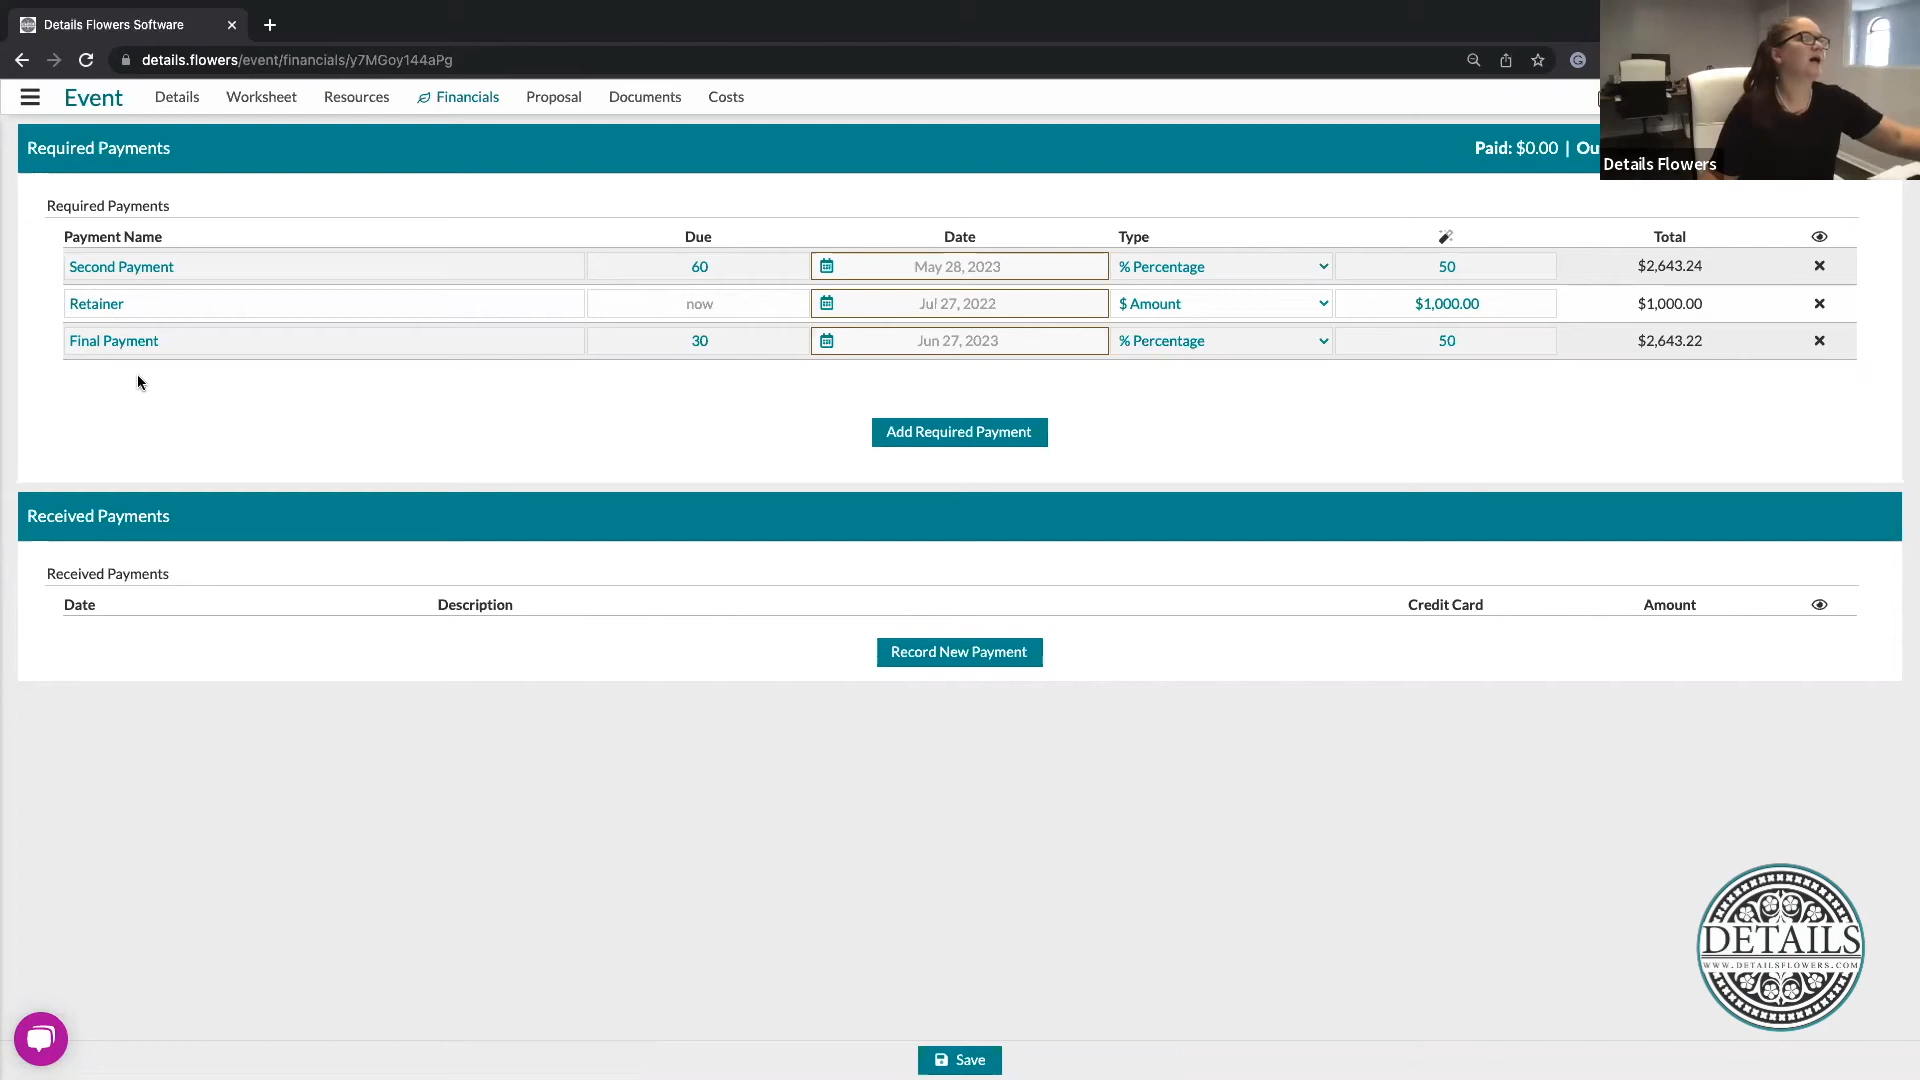 Details Flowers Software
details.flowers/event/financials/y7MGoy144aPg
Event Details Worksheet Resources Financials Proposal Documents Costs
Required Payments Paid: $0.00 | Ou
Details Flowers
Required Payments
Payment Name Due Date Type Total
Second Payment 60 May 28, 2023 % Percentage 50 $2,643.24
Retainer now Jul 27, 2022 $ Amount $1,000.00 $1,000.00
Final Payment 30 Jun 27, 2023 % Percentage 50 $2,643.22
Add Required Payment
Received Payments
Received Payments
Date Description Credit Card Amount
Record New Payment
DETAILS
WWW.DETAILSFLOWERS.COM
Save